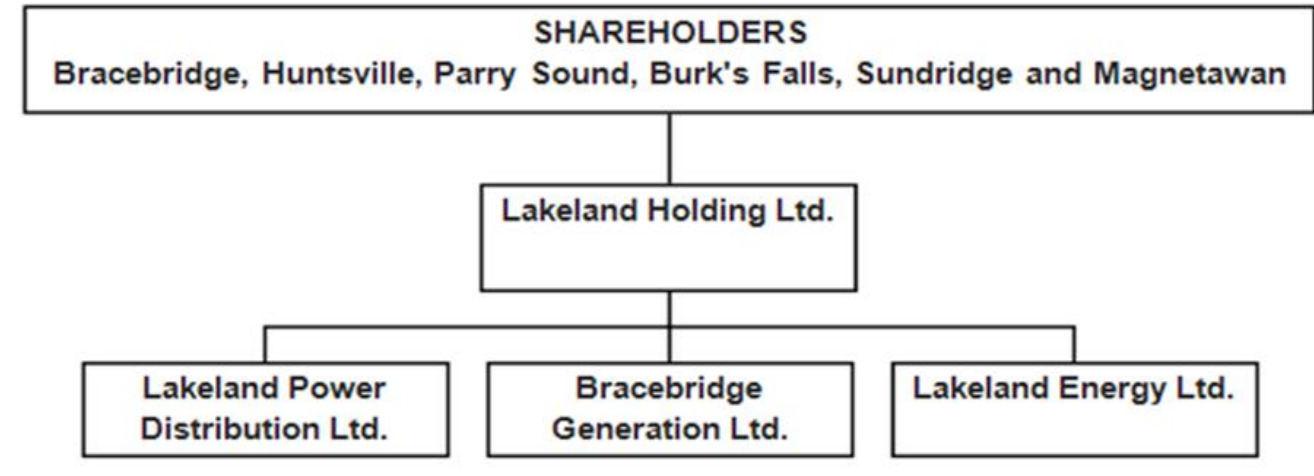 SHAREHOLDERS
Bracebridge, Huntsville, Parry Sound, Burk's Falls, Sundridge and Magnetawan
Lakeland Holding Ltd.
Lakeland Power
Distribution Ltd.
Bracebridge
Generation Ltd.
Lakeland Energy Ltd.